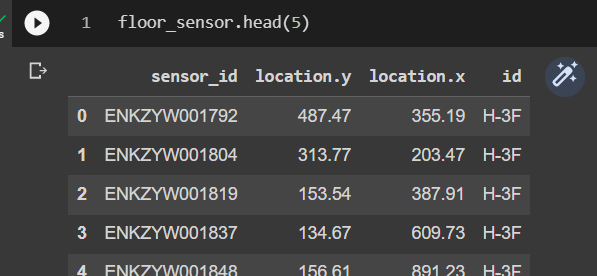 1 floor_sensor.head(5)
s
sensor_id location.y location.x id
0 ENKZYW001792 487.47 355.19 H-3F
1 ENKZYW001804 313.77 203.47 H-3F
2 ENKZYW001819 153.54 387.91 H-3F
3 ENKZYW001837 134.67 609.73 H-3F
4 ENKZYW001848 156.61 891.23 H-3F